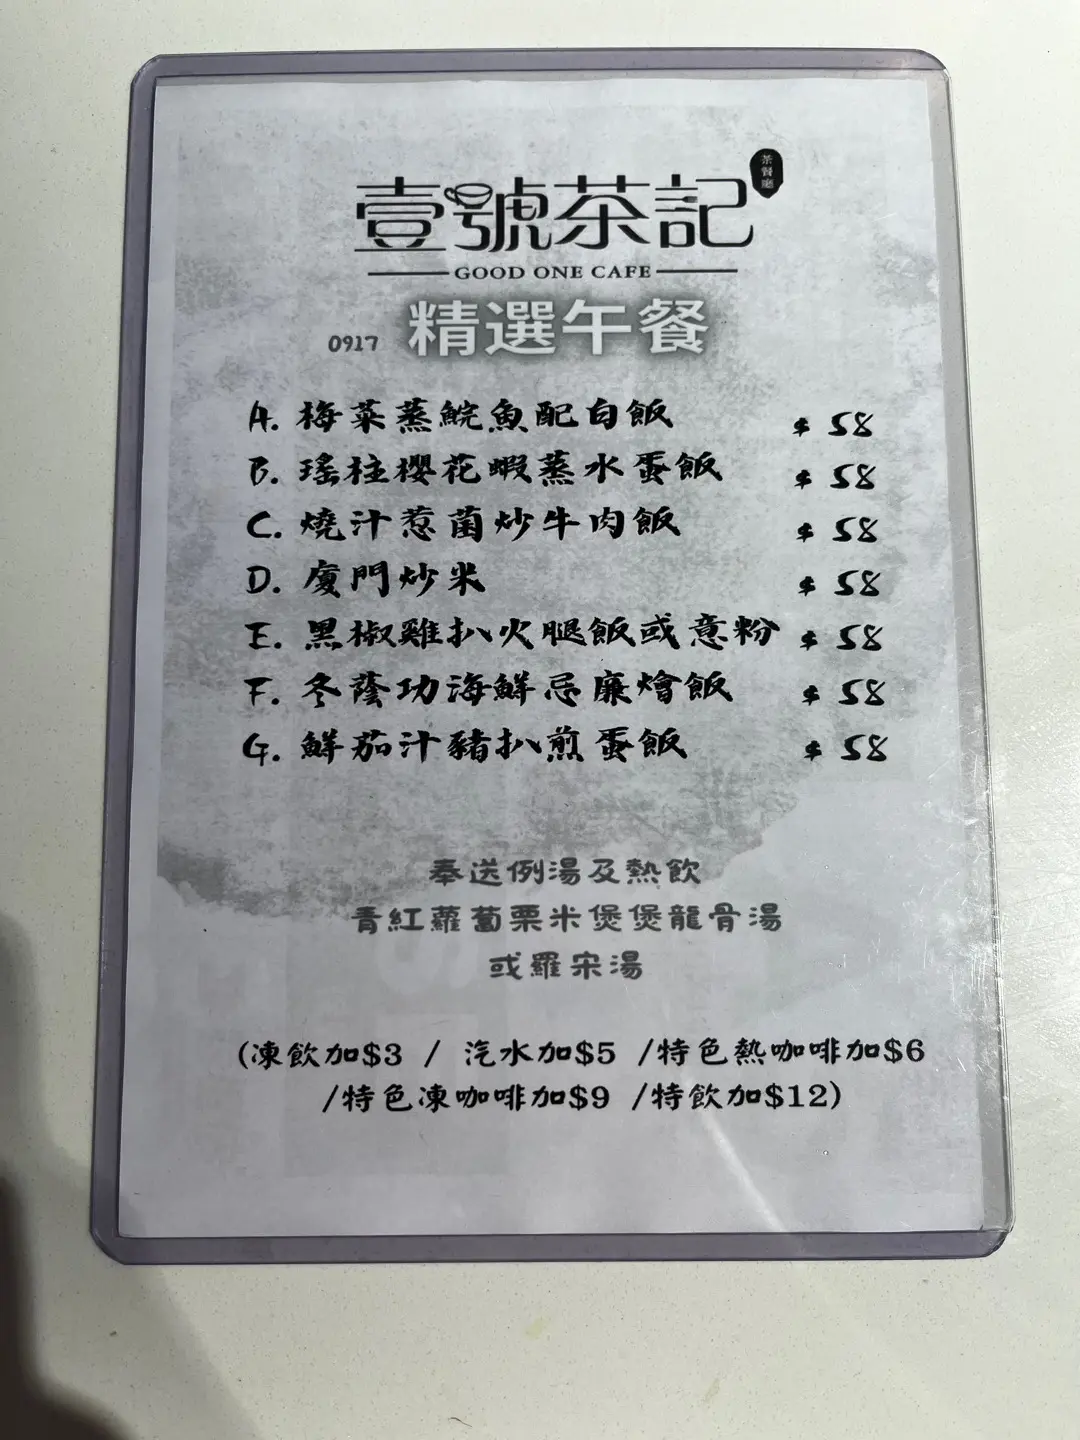 茶餐廳
壹號茶記
GOOD ONE CAFE
0917 精選午餐
A. 梅菜蒸鯇魚配白飯 $ 58
B. 瑤柱櫻花蝦蒸水蛋飯 $ 58
C. 燒汁惹菌炒牛肉飯 $ 58
D. 廈門炒米 $ 58
E. 黑椒雞扒火腿飯或意粉 $ 58
F. 冬蔭功海鮮忌廉燴飯 $ 58
G. 鮮茄汁豬扒煎蛋飯 $ 58
奉送例湯及熱飲
青紅蘿蔔粟米煲煲龍骨湯
或羅宋湯
(凍飲加$3 / 汽水加$5 /特色熱咖啡加$6
/特色凍咖啡加$9 /特飲加$12)